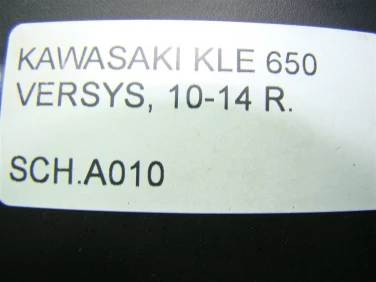 KAWASAKI KLE 650
VERSYS, 10-14 R.
SCH.A010